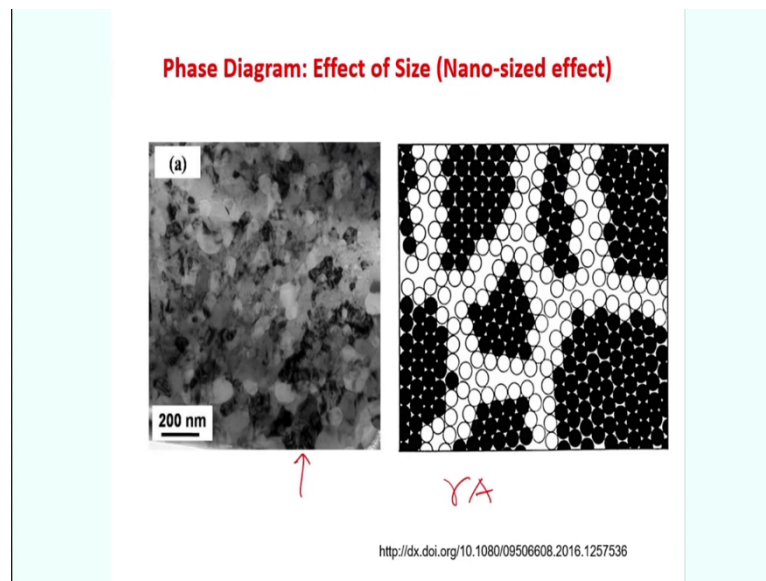 Phase Diagram: Effect of Size (Nano-sized effect)
(a)
200 nm
γA
http://dx.doi.org/10.1080/09506608.2016.1257536